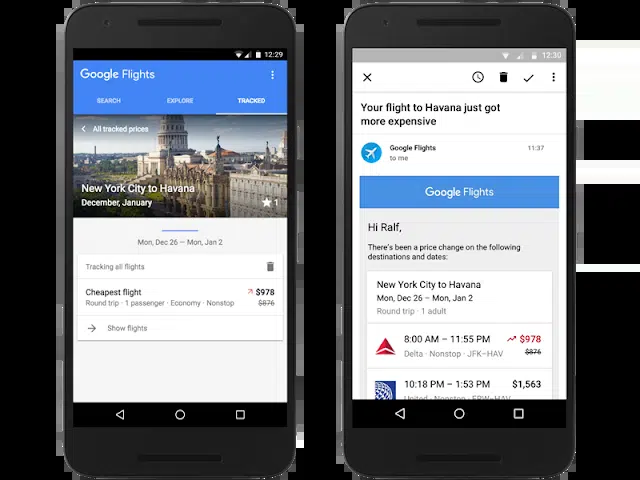 12:29
Google Flights
SEARCH EXPLORE TRACKED
All tracked prices
New York City to Havana
December, January
1
Mon, Dec 26 — Mon, Jan 2
Tracking all flights
Cheapest flight $978
Round trip · 1 passenger · Economy · Nonstop $876
Show flights
12:30
Your flight to Havana just got
more expensive
Google Flights 11:37
to me
Google Flights
Hi Ralf,
There's been a price change on the following
destinations and dates:
New York City to Havana
Mon, Dec 26 – Mon, Jan 2
Round trip · 1 adult
8:00 AM – 11:55 PM $978
Delta · Nonstop · JFK–HAV $876
10:18 PM – 1:53 PM $1,563
United · Nonstop · ERW–HAV